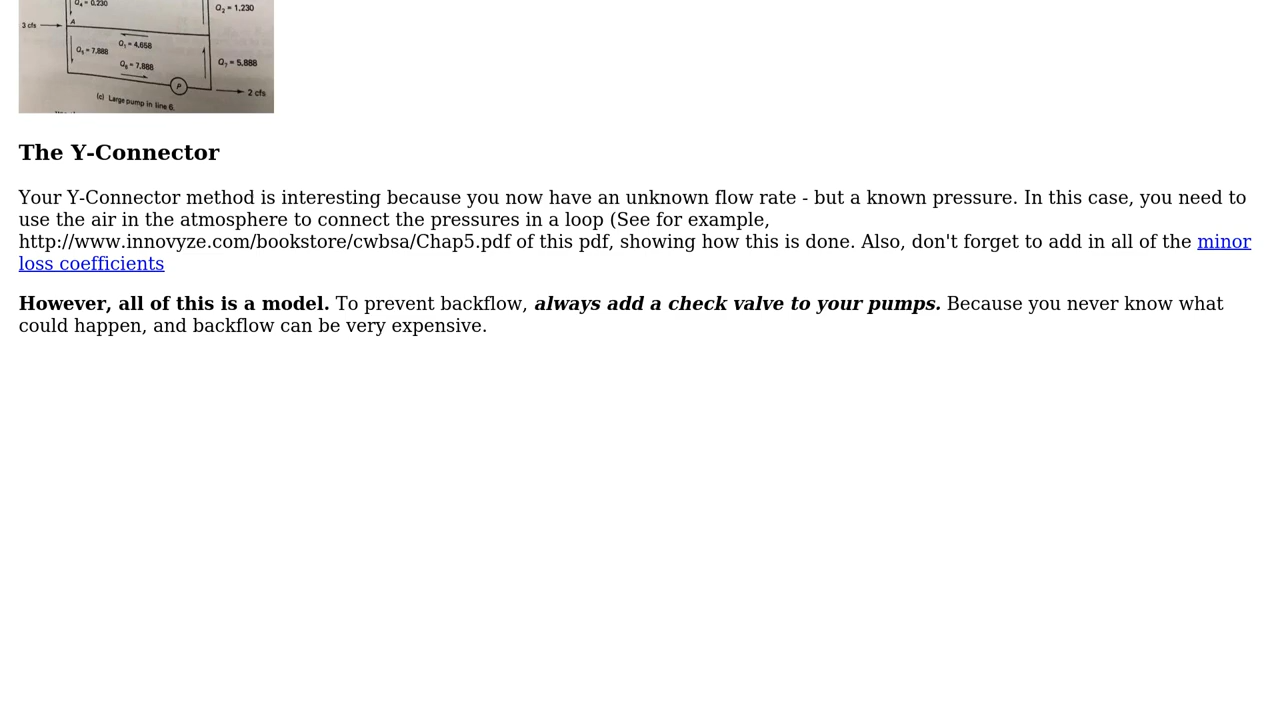 Q₄ = 0.230
Q₂ = 1.230
3 cfs
A
Q₁ = 4.658
Q₅ = 7.888
Q₆ = 7.888
Q₇ = 5.888
P
2 cfs
(c) Large pump in line 6.
The Y-Connector
Your Y-Connector method is interesting because you now have an unknown flow rate - but a known pressure. In this case, you need to
use the air in the atmosphere to connect the pressures in a loop (See for example,
http://www.innovyze.com/bookstore/cwbsa/Chap5.pdf of this pdf, showing how this is done. Also, don't forget to add in all of the minor
loss coefficients
However, all of this is a model. To prevent backflow, always add a check valve to your pumps. Because you never know what
could happen, and backflow can be very expensive.